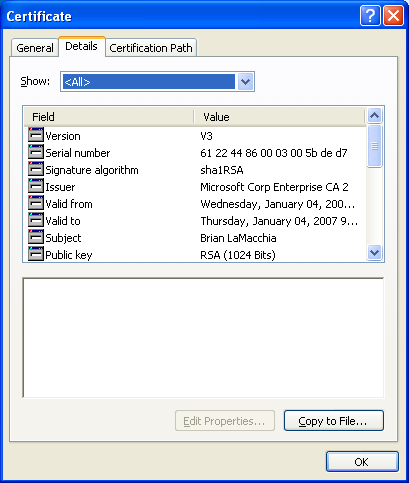 Certificate
General Details Certification Path
Show: <All>
Field Value
Version V3
Serial number 61 22 44 86 00 03 00 5b de d7
Signature algorithm sha1RSA
Issuer Microsoft Corp Enterprise CA 2
Valid from Wednesday, January 04, 200...
Valid to Thursday, January 04, 2007 9...
Subject Brian LaMacchia
Public key RSA (1024 Bits)
Edit Properties... Copy to File...
OK